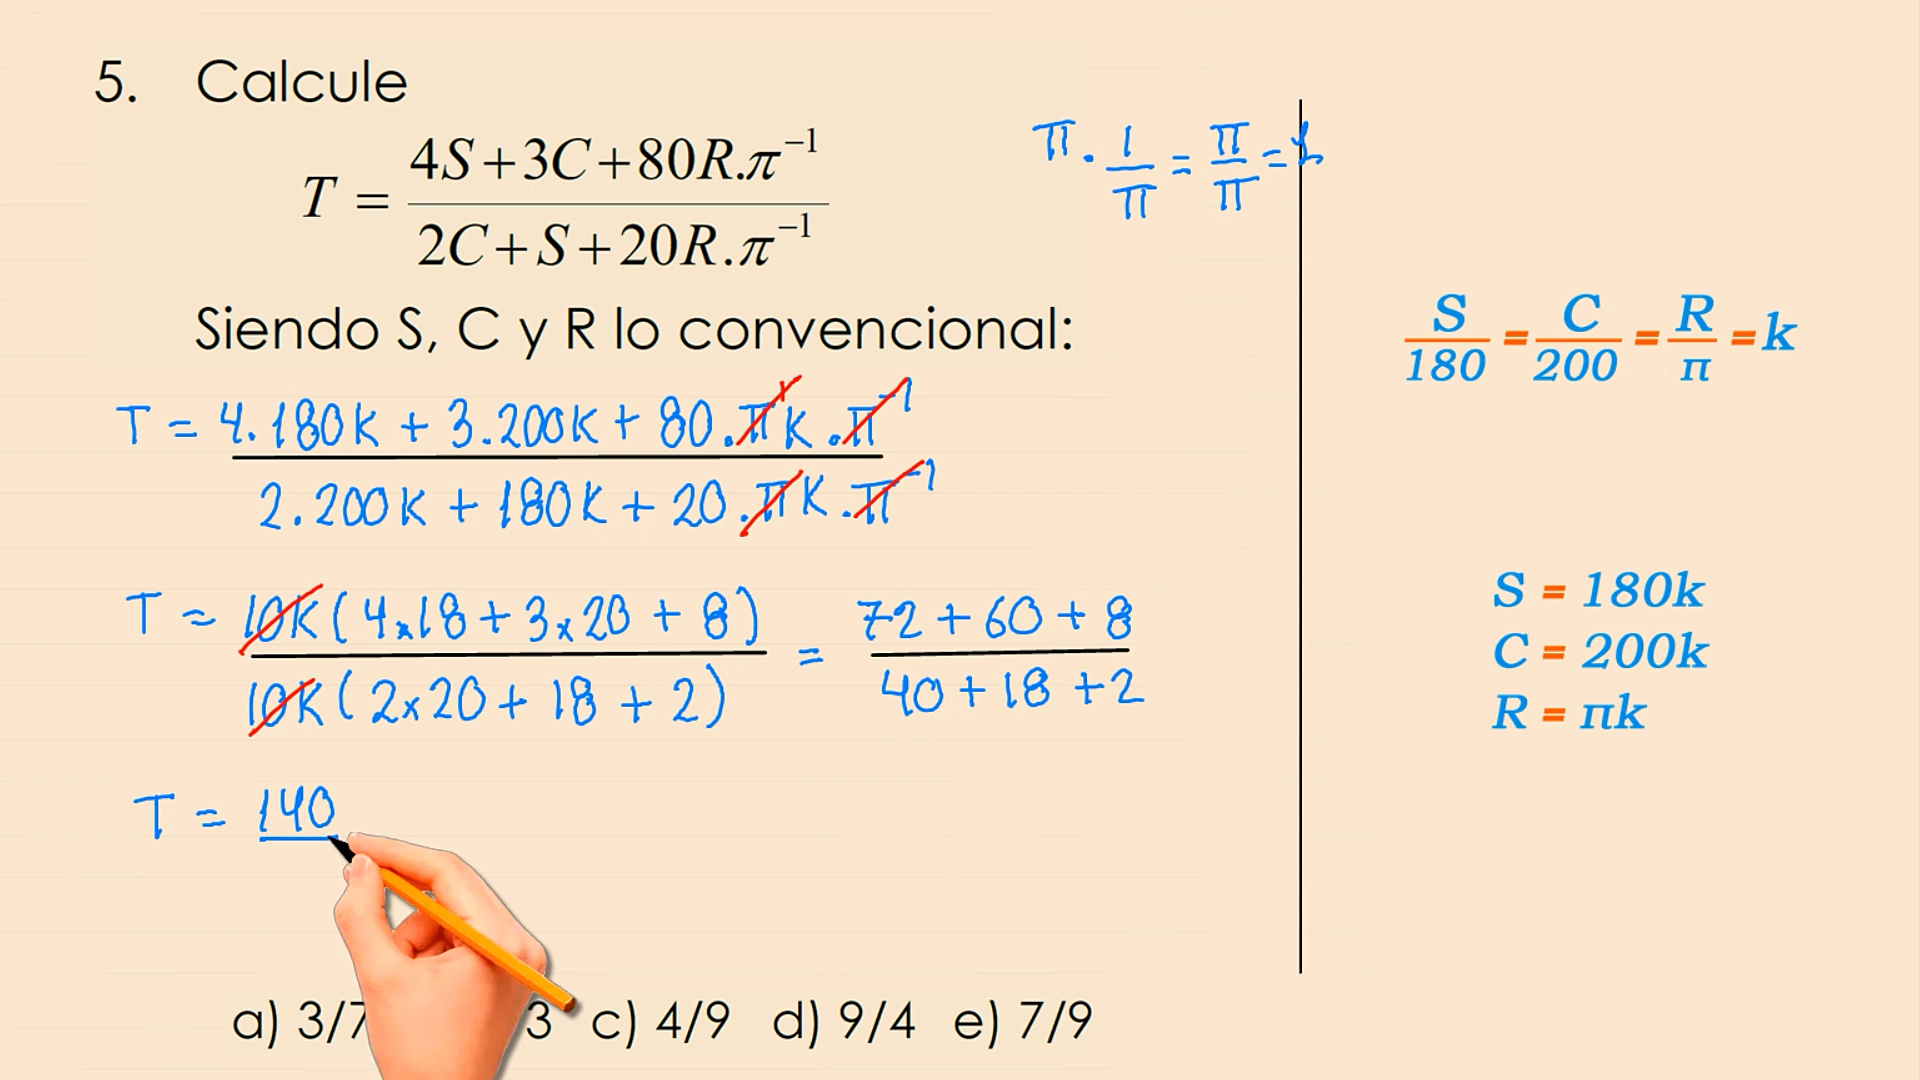 5. Calcule
T = 4S+3C+80R.π⁻¹ / 2C+S+20R.π⁻¹
Siendo S, C y R lo convencional:
π · 1/π = π/π = 1
T = 4.180k + 3.200k + 80.πk.π⁻¹ / 2.200k + 180k + 20.πk.π⁻¹
T = 10k(4x18 + 3x20 + 8) / 10k(2x20 + 18 + 2) = 72 + 60 + 8 / 40 + 18 + 2
T = 140
a) 3/7 3 c) 4/9 d) 9/4 e) 7/9
S/180 = C/200 = R/π = k
S = 180k
C = 200k
R = πk